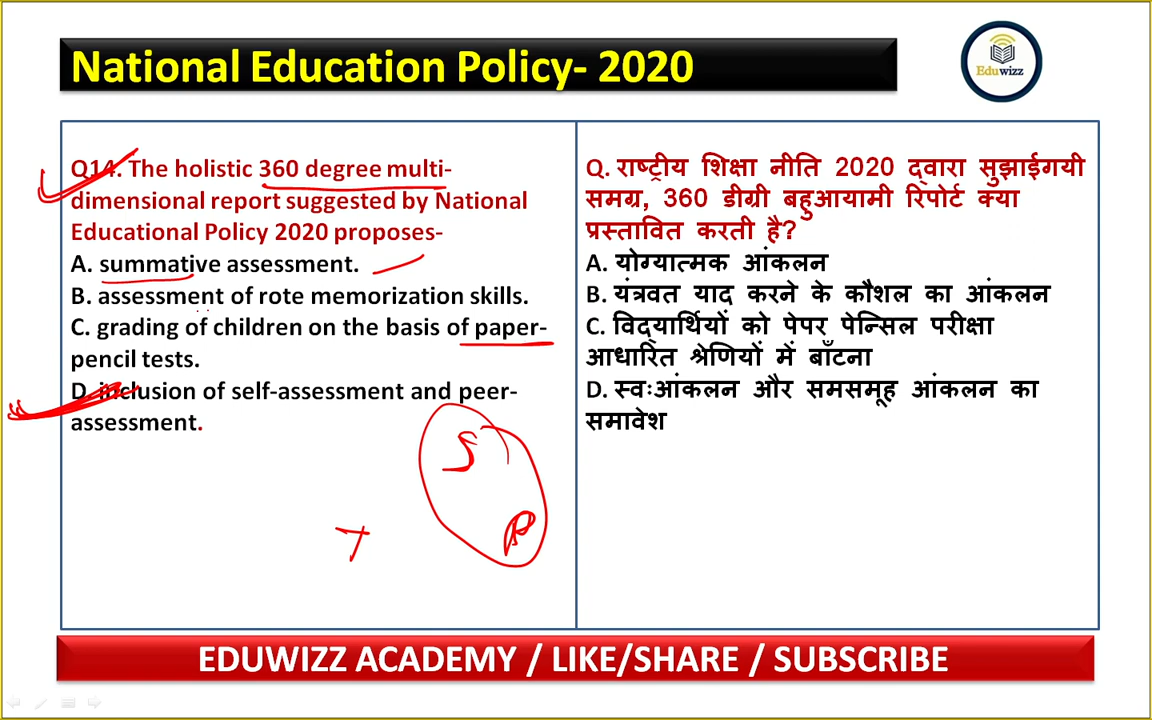 National Education Policy- 2020
Eduwizz
Q14. The holistic 360 degree multi-
dimensional report suggested by National
Educational Policy 2020 proposes-
A. summative assessment.
B. assessment of rote memorization skills.
C. grading of children on the basis of paper-
pencil tests.
D. inclusion of self-assessment and peer-
assessment.
S
P
T
Q. राष्ट्रीय शिक्षा नीति 2020 द्वारा सुझाईगयी
समग्र, 360 डीग्री बहुआयामी रिपोर्ट क्या
प्रस्तावित करती है?
A. योग्यात्मक आंकलन
B. यंत्रवत याद करने के कौशल का आंकलन
C. विद्यार्थियों को पेपर पेन्सिल परीक्षा
आधारित श्रेणियों में बाँटना
D. स्वःआंकलन और समसमूह आंकलन का
समावेश
EDUWIZZ ACADEMY / LIKE/SHARE / SUBSCRIBE